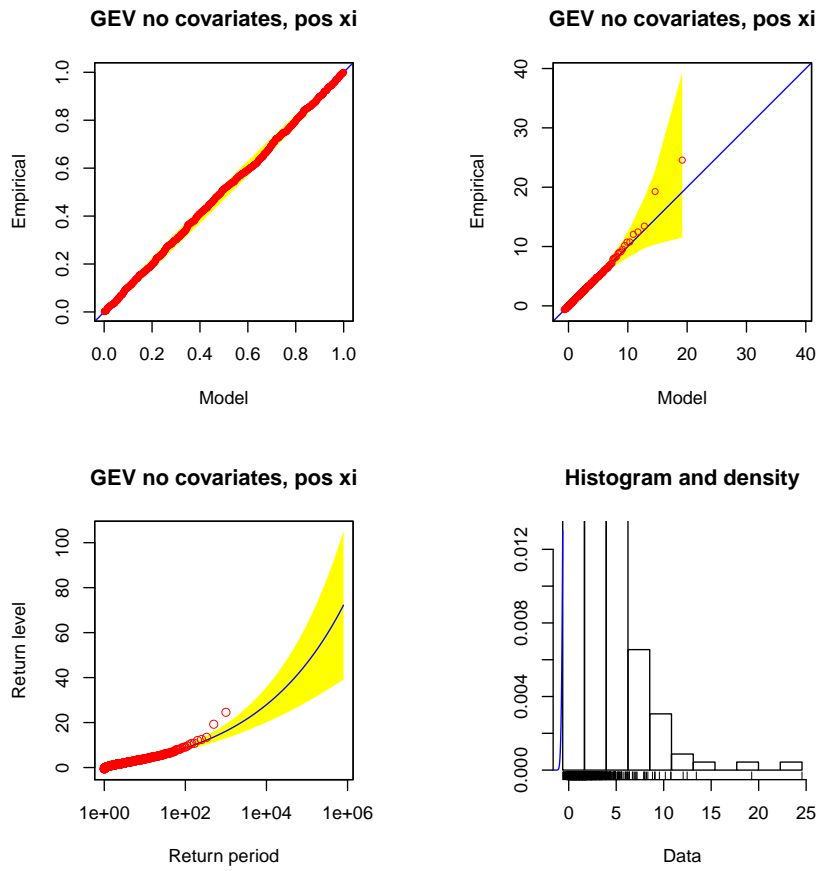 GEV no covariates, pos xi
Empirical
1.0
0.8
0.6
0.4
0.2
0.0
0.0 0.2 0.4 0.6 0.8 1.0
Model
GEV no covariates, pos xi
Empirical
40
30
20
10
0
0 10 20 30 40
Model
GEV no covariates, pos xi
Return level
100
80
60
40
20
0
1e+00 1e+02 1e+04 1e+06
Return period
Histogram and density
0.012
0.008
0.004
0.000
0 5 10 15 20 25
Data